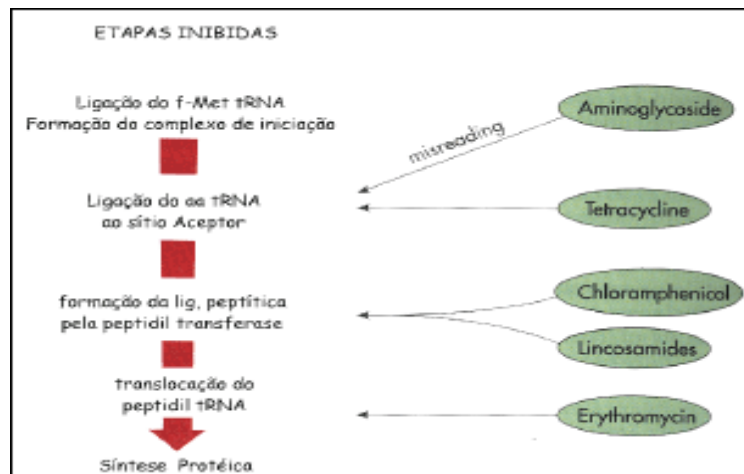 ETAPAS INIBIDAS
Ligação do f-Met tRNA
Formação do complexo de iniciação
Aminoglycoside
misreading
Ligação do aa tRNA
ao sítio Aceptor
Tetracycline
Chloramphenicol
formação da lig. peptítica
pela peptidil transferase
Lincosamides
translocação do
peptidil tRNA
Erythromycin
Síntese Protéica